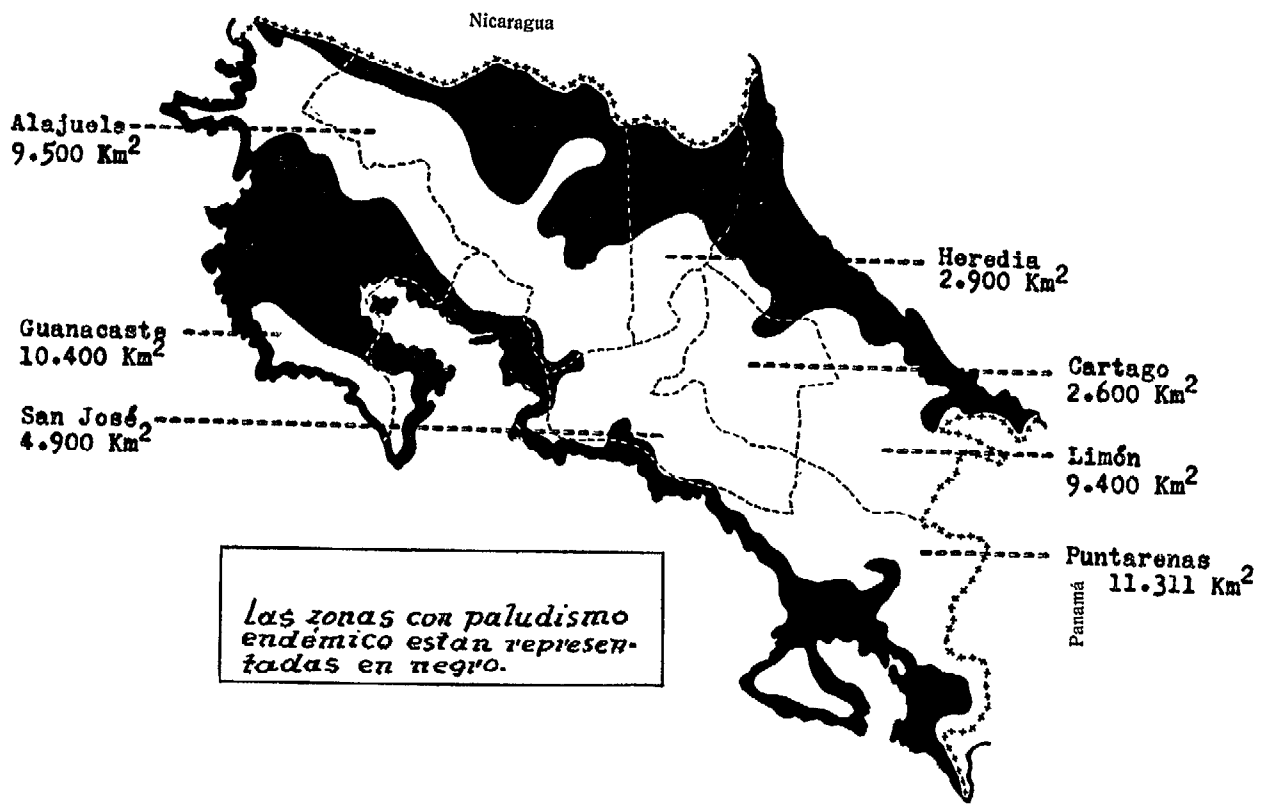 Nicaragua
Alajuela
9.500 Km²
Heredia
2.900 Km²
Guanacaste
10.400 Km²
Cartago
2.600 Km²
San José
4.900 Km²
Limón
9.400 Km²
Puntarenas
11.311 Km²
Panamá
Las zonas con paludismo
endémico están represen-
tadas en negro.